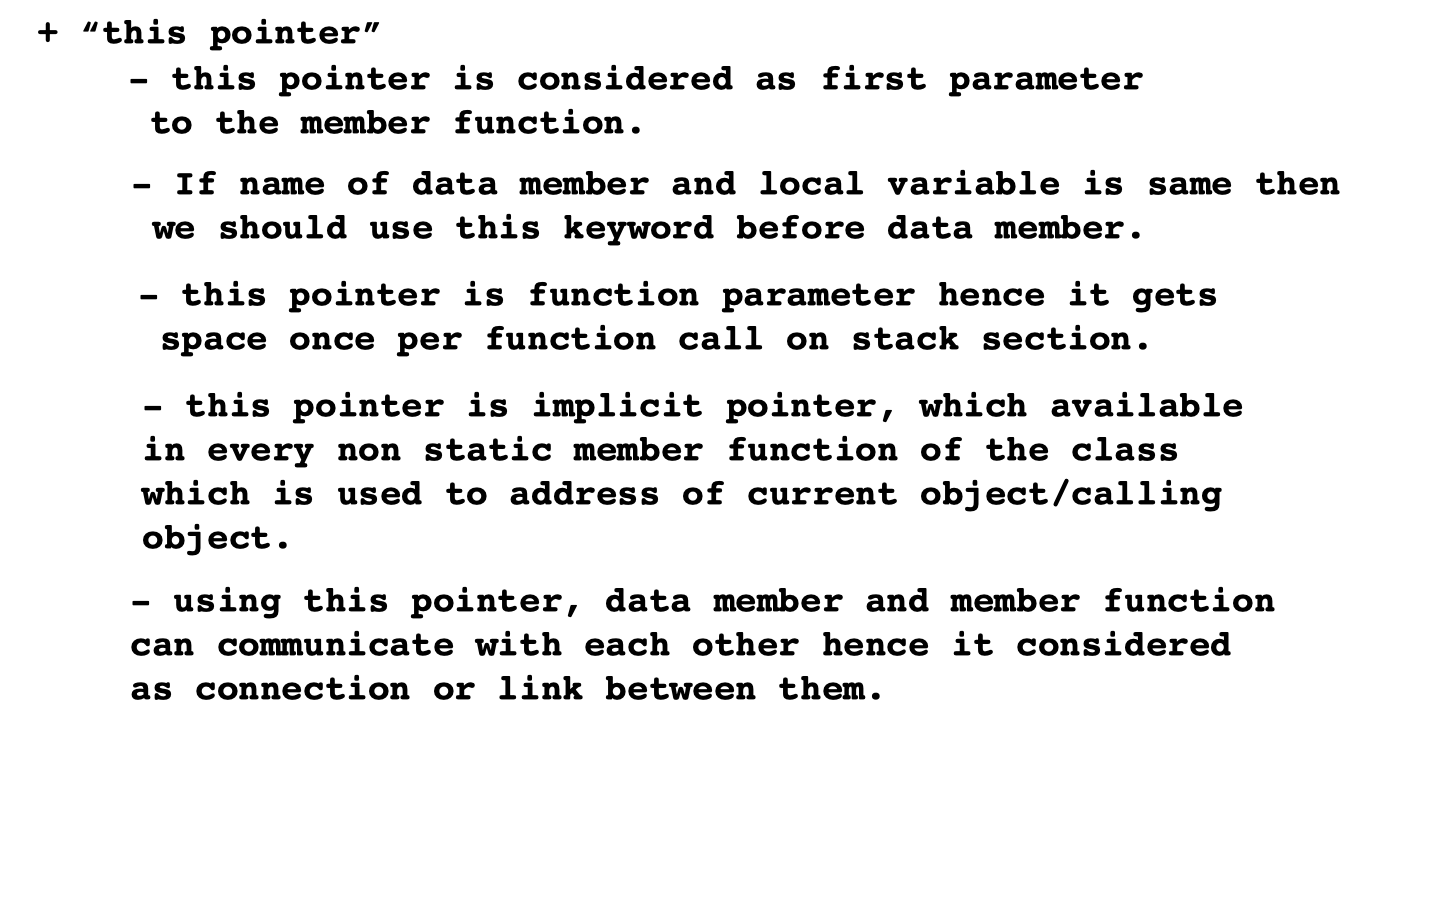 + “this pointer”
– this pointer is considered as first parameter
to the member function.
– If name of data member and local variable is same then
we should use this keyword before data member.
– this pointer is function parameter hence it gets
space once per function call on stack section.
– this pointer is implicit pointer, which available
in every non static member function of the class
which is used to address of current object/calling
object.
– using this pointer, data member and member function
can communicate with each other hence it considered
as connection or link between them.